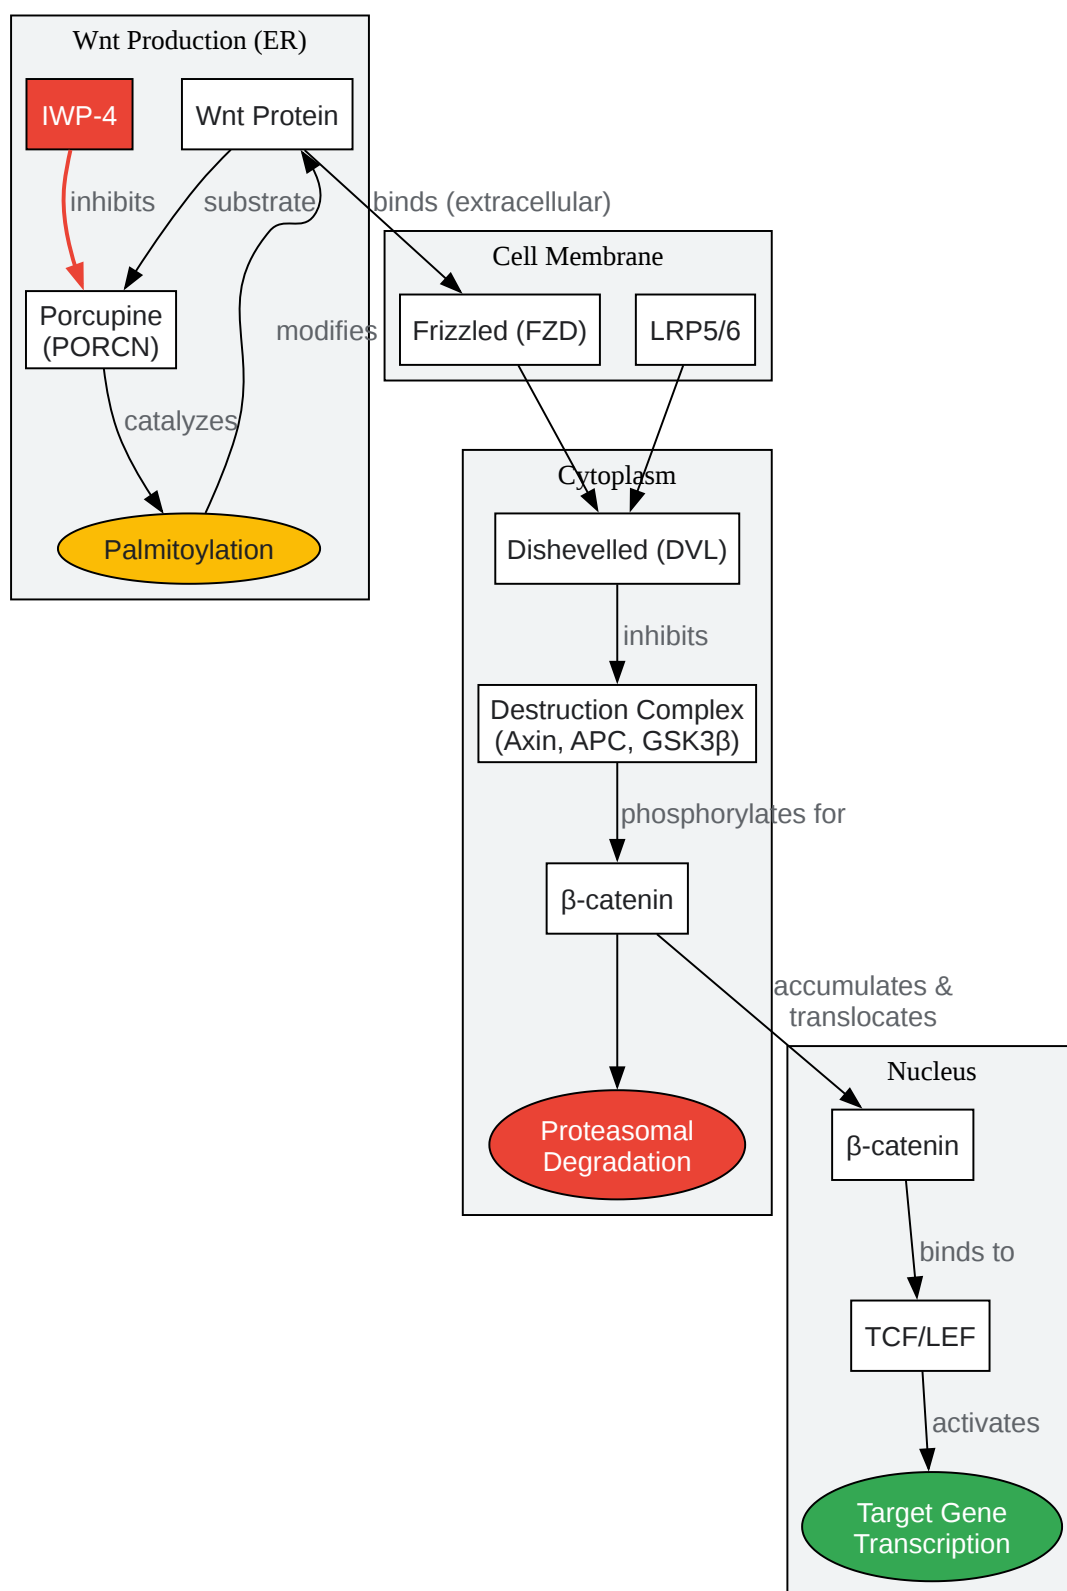 Wnt Production (ER)
IWP-4
Wnt Protein
inhibits
substrate
binds (extracellular)
Cell Membrane
Porcupine
(PORCN)
modifies
Frizzled (FZD)
LRP5/6
catalyzes
Cytoplasm
Palmitoylation
Dishevelled (DVL)
inhibits
Destruction Complex
(Axin, APC, GSK3β)
phosphorylates for
β-catenin
accumulates &
translocates
Nucleus
Proteasomal
Degradation
β-catenin
binds to
TCF/LEF
activates
Target Gene
Transcription